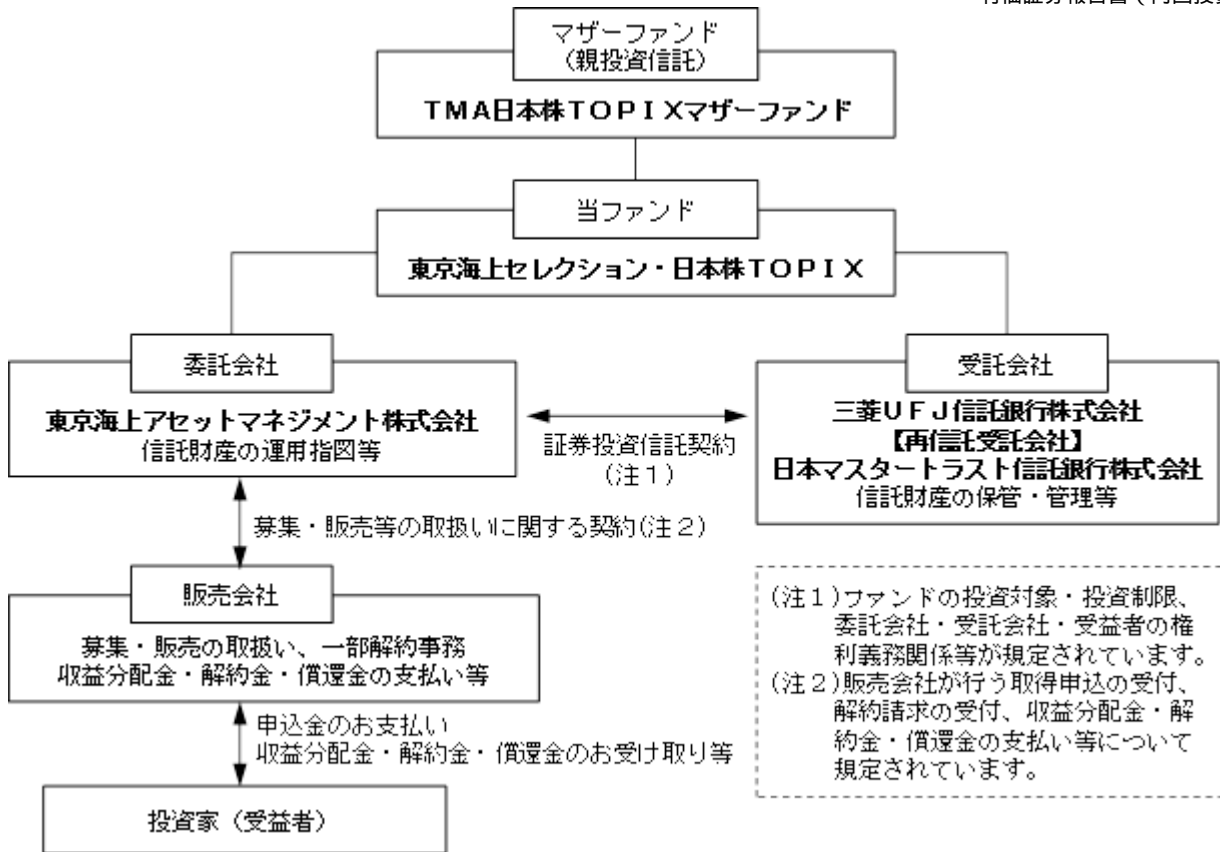 マザーファンド
(親投資信託)
TMA日本株TOPIXマザーファンド
当ファンド
東京海上セレクション・日本株TOPIX
委託会社
東京海上アセットマネジメント株式会社
信託財産の運用指図等
証券投資信託契約
(注1)
受託会社
三菱UFJ信託銀行株式会社
【再信託受託会社】
日本マスタートラスト信託銀行株式会社
信託財産の保管・管理等
募集・販売等の取扱いに関する契約(注2)
販売会社
募集・販売の取扱い、一部解約事務
収益分配金・解約金・償還金の支払い等
申込金のお支払い
収益分配金・解約金・償還金のお受け取り等
投資家(受益者)
(注1)ファンドの投資対象・投資制限、
委託会社・受託会社・受益者の権
利義務関係等が規定されています。
(注2)販売会社が行う取得申込の受付、
解約請求の受付、収益分配金・解
約金・償還金の支払い等について
規定されています。